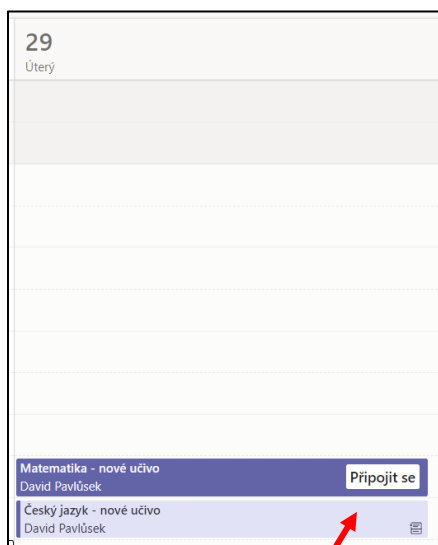 29
Úterý
Matematika - nové učivo
David Pavlůsek
Připojit se
Český jazyk - nové učivo
David Pavlůsek